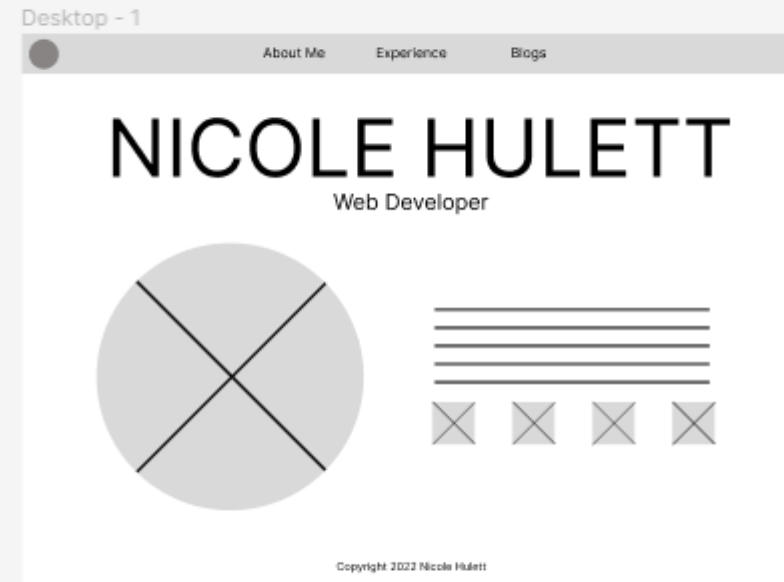 Desktop - 1
About Me Experience Blogs
NICOLE HULETT
Web Developer
Copyright 2022 Nicole Hulett